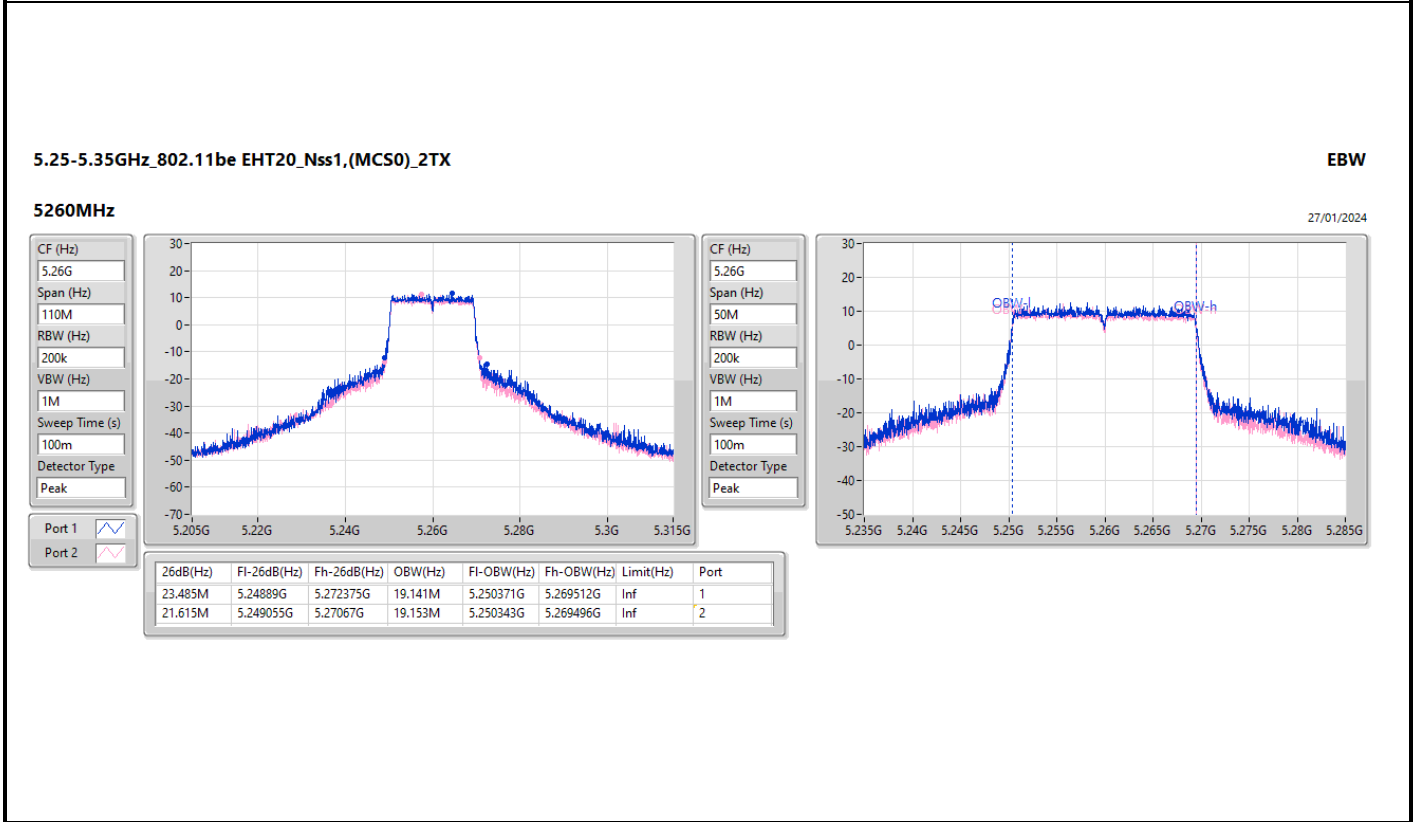 5.25-5.35GHz_802.11be EHT20_Nss1,(MCS0)_2TX EBW
5260MHz 27/01/2024
CF (Hz)
5.26G
Span (Hz)
110M
RBW (Hz)
200k
VBW (Hz)
1M
Sweep Time (s)
100m
Detector Type
Peak
Port 1
Port 2
30
20
10
0
-10
-20
-30
-40
-50
-60
-70
5.205G 5.22G 5.24G 5.26G 5.28G 5.3G 5.315G
CF (Hz)
5.26G
Span (Hz)
50M
RBW (Hz)
200k
VBW (Hz)
1M
Sweep Time (s)
100m
Detector Type
Peak
30
20
10
0
-10
-20
-30
-40
-50
OBW-l OBW-h
5.235G 5.24G 5.245G 5.25G 5.255G 5.26G 5.265G 5.27G 5.275G 5.28G 5.285G
26dB(Hz) Fl-26dB(Hz) Fh-26dB(Hz) OBW(Hz) Fl-OBW(Hz) Fh-OBW(Hz) Limit(Hz) Port
23.485M 5.24889G 5.272375G 19.141M 5.250371G 5.269512G Inf 1
21.615M 5.249055G 5.27067G 19.153M 5.250343G 5.269496G Inf 2